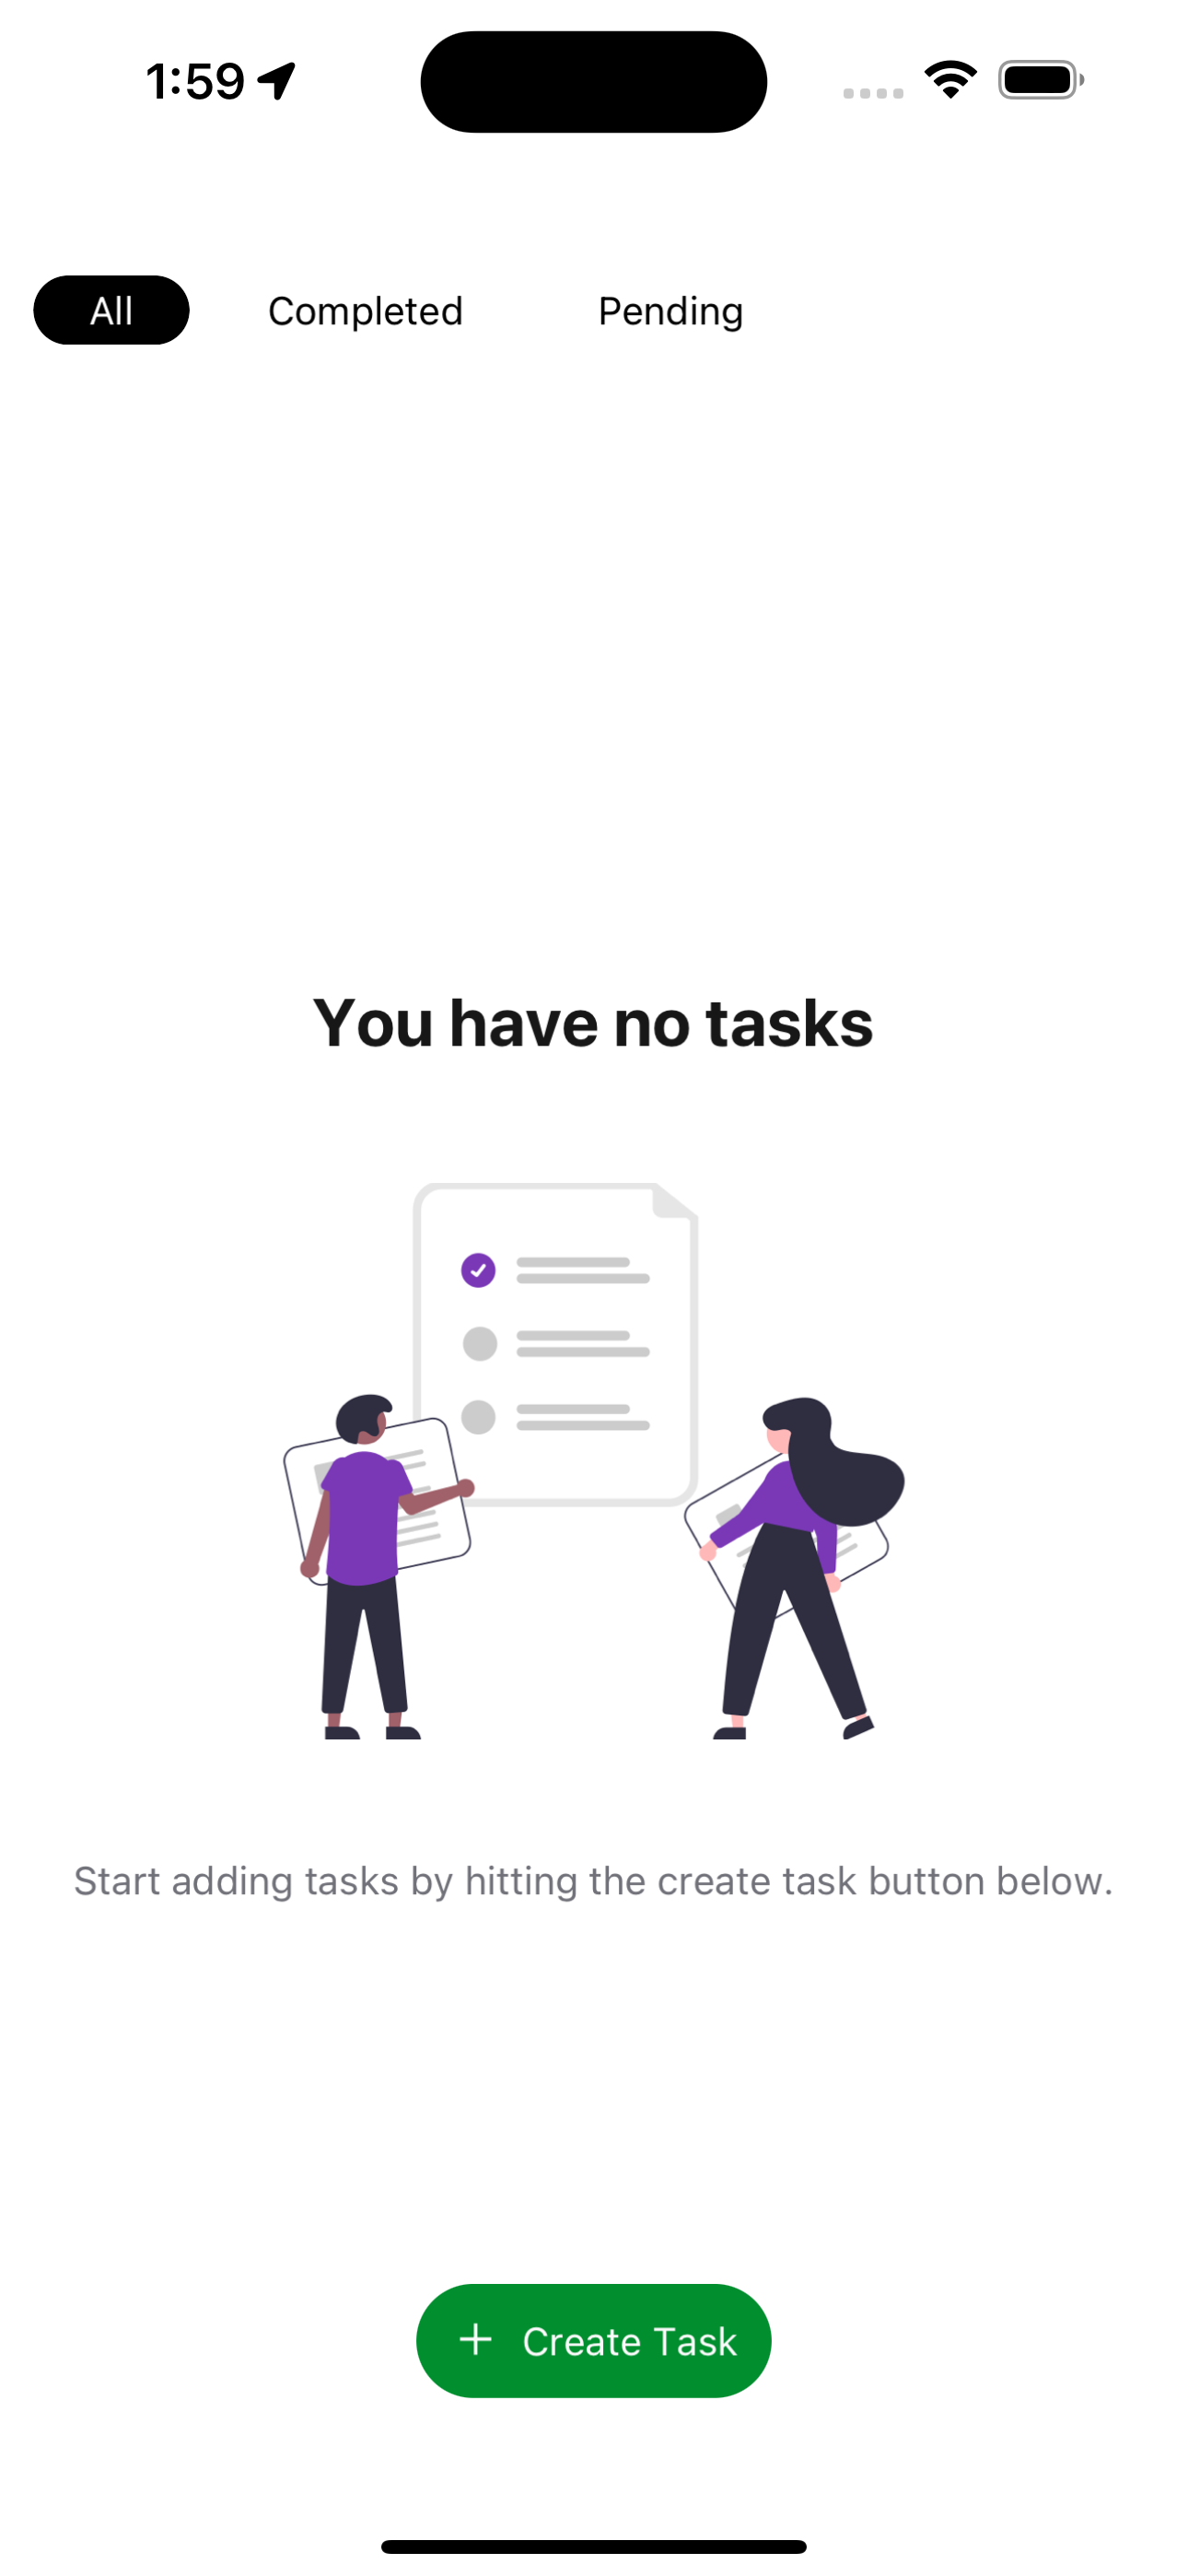 1:59
All Completed Pending
You have no tasks
Start adding tasks by hitting the create task button below.
+ Create Task